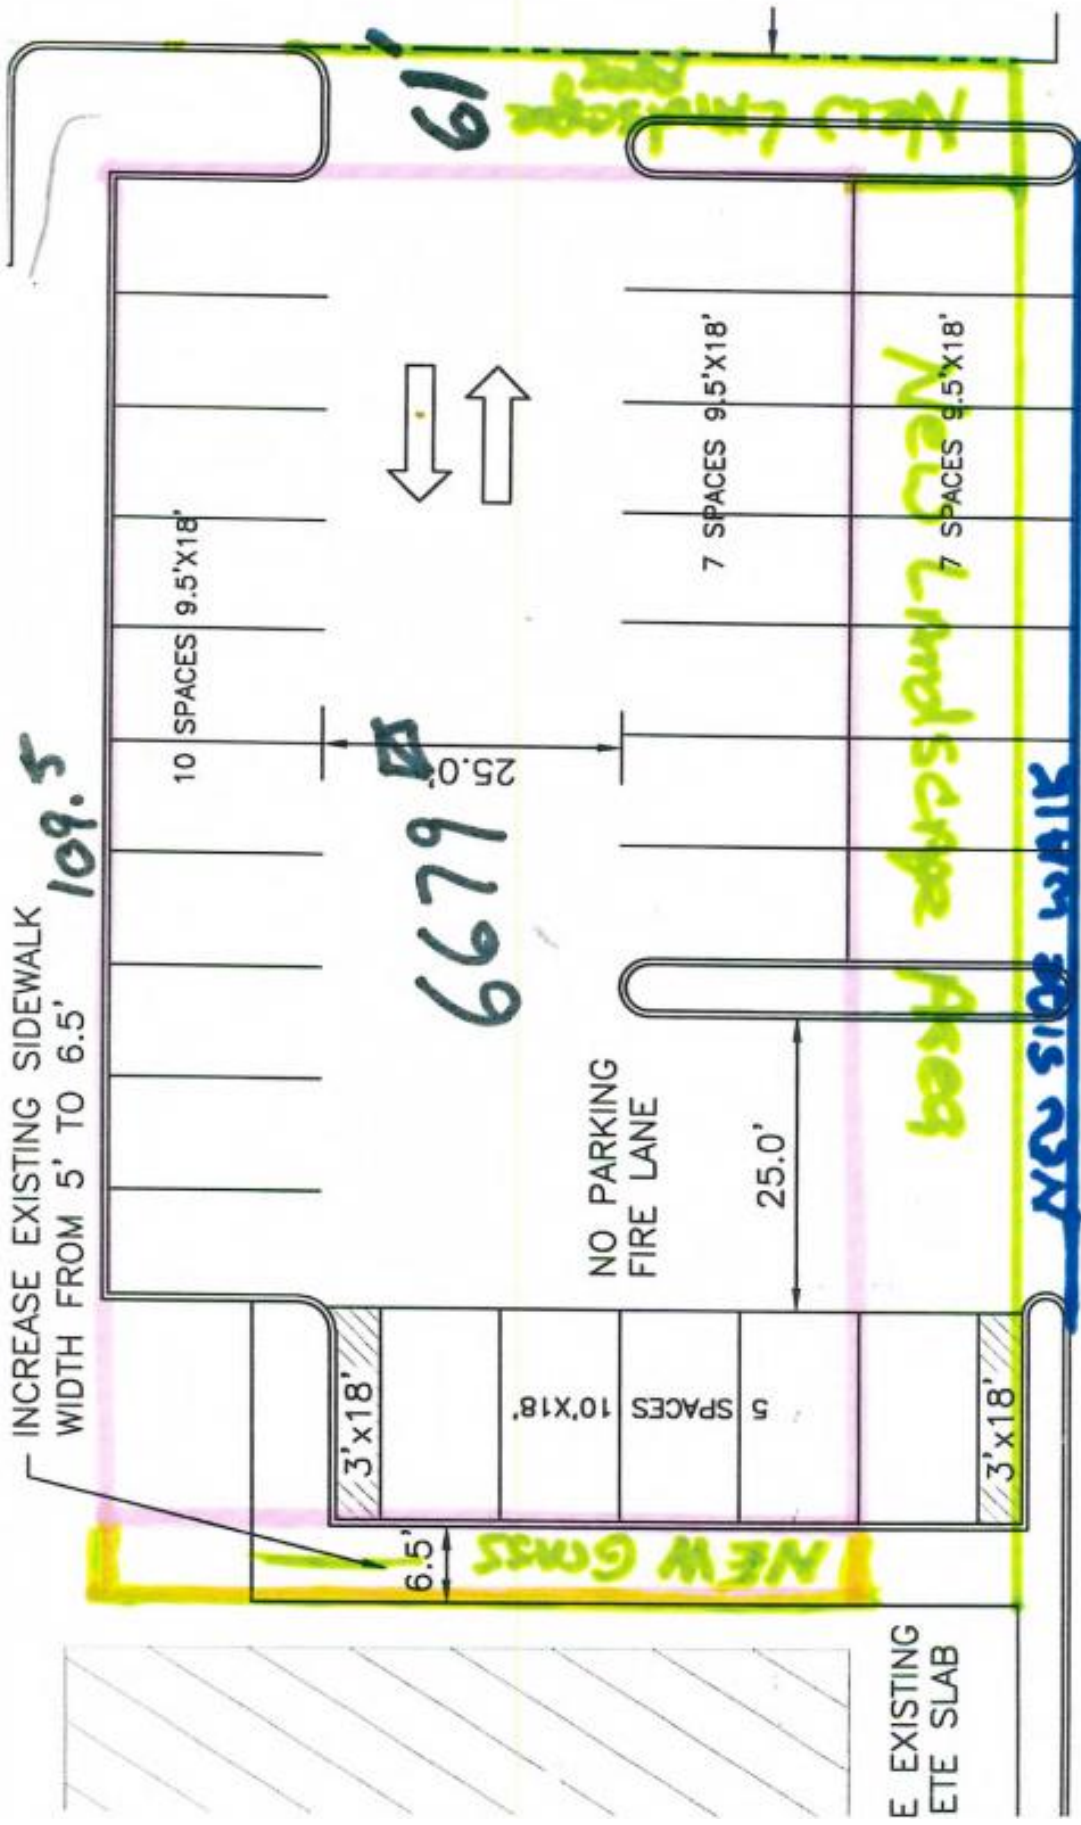 INCREASE EXISTING SIDEWALK
WIDTH FROM 5' TO 6.5'
109.5
10 SPACES 9.5'X18'
61'
New Landscape
Area
25.0'
6679
7 SPACES 9.5'X18'
New Landscape Area
7 SPACES 9.5'X18'
NO PARKING
FIRE LANE
25.0'
3'x18'
5 SPACES 10'X18'
3'x18'
6.5'
NEW Grass
NEW SIDE WALK
E EXISTING
ETE SLAB